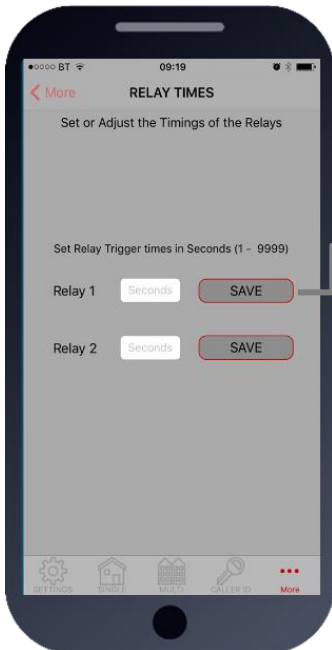 BT 09:19
More RELAY TIMES
Set or Adjust the Timings of the Relays
Set Relay Trigger times in Seconds (1 - 9999)
Relay 1 Seconds SAVE
Relay 2 Seconds SAVE
SETTINGS SINGLE MULTI CALLER ID More